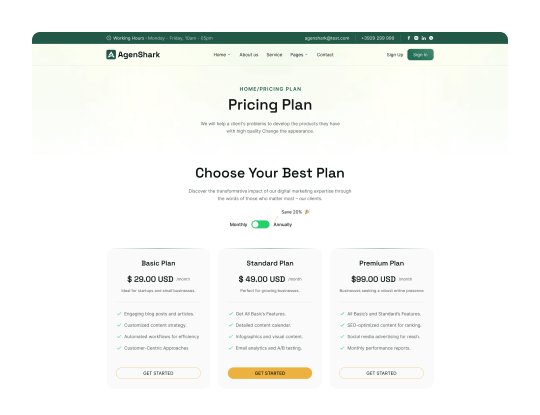 Working Hours : Monday - Friday, 10am - 05pm
agenshark@text.com
+3929 299 999
AgenShark
Home
About us
Service
Pages
Contact
Sign Up
Sign In
HOME/PRICING PLAN
Pricing Plan
We will help a client's problems to develop the products they have
with high quality Change the appearance.
Choose Your Best Plan
Discover the transformative impact of our digital marketing expertise through
the words of those who matter most – our clients.
Save 20%
Monthly
Annually
Basic Plan
$ 29.00 USD /month
Ideal for startups and small businesses.
Engaging blog posts and articles.
Customized content strategy.
Automated workflows for efficiency
Customer-Centric Approaches
GET STARTED
Standard Plan
$ 49.00 USD /month
Perfect for growing businesses.
Get All Basic's Features.
Detailed content calendar.
Infographics and visual content.
Email analytics and A/B testing.
GET STARTED
Premium Plan
$99.00 USD /month
Businesses seeking a robust online presence.
All Basic's and Standard's Features.
SEO-optimized content for ranking.
Social media advertising for reach.
Monthly performance reports.
GET STARTED